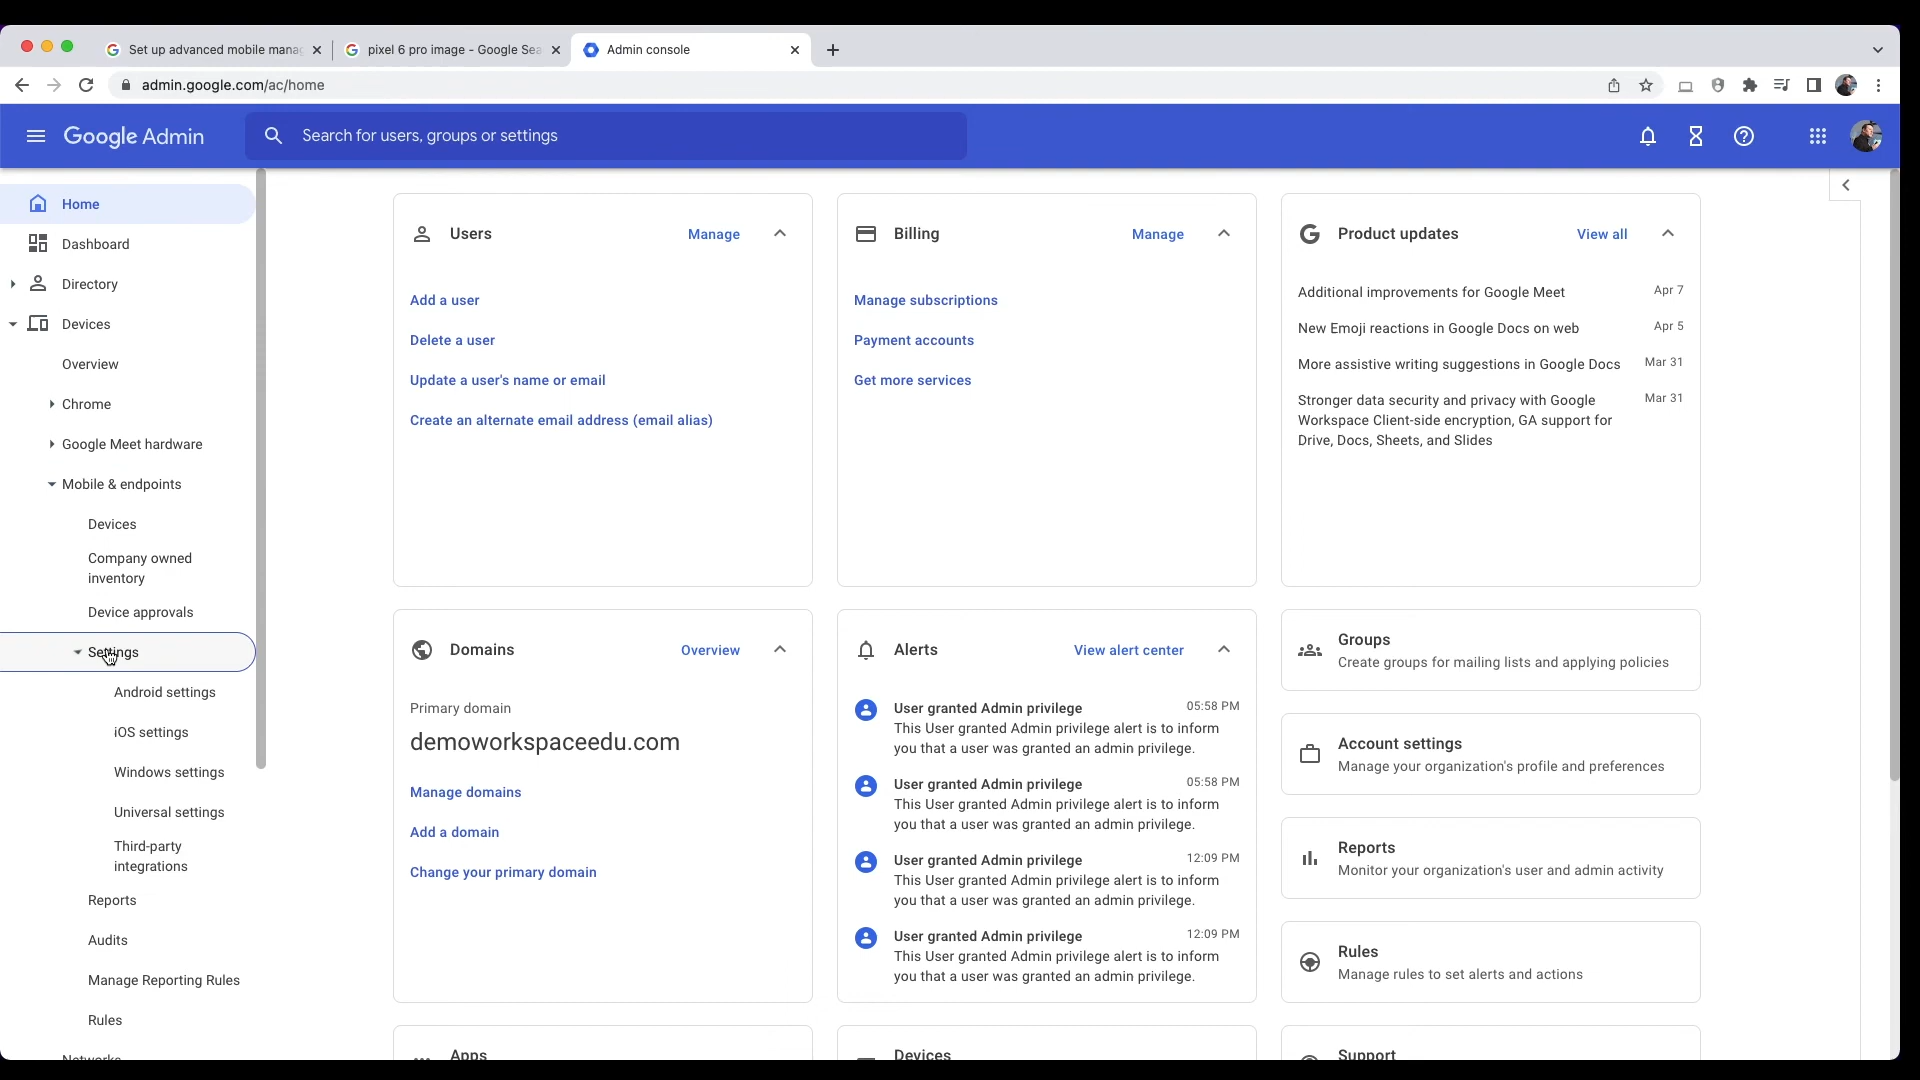 Set up advanced mobile mana
pixel 6 pro image - Google Sea
Admin console
admin.google.com/ac/home
Google Admin
Search for users, groups or settings
Home
Dashboard
Directory
Devices
Overview
Chrome
Google Meet hardware
Mobile & endpoints
Devices
Company owned
inventory
Device approvals
Settings
Android settings
iOS settings
Windows settings
Universal settings
Third-party
integrations
Reports
Audits
Manage Reporting Rules
Rules
Networks
Users
Manage
Add a user
Delete a user
Update a user's name or email
Create an alternate email address (email alias)
Billing
Manage
Manage subscriptions
Payment accounts
Get more services
Product updates
View all
Additional improvements for Google Meet Apr 7
New Emoji reactions in Google Docs on web Apr 5
More assistive writing suggestions in Google Docs Mar 31
Stronger data security and privacy with Google Mar 31
Workspace Client-side encryption, GA support for
Drive, Docs, Sheets, and Slides
Domains
Overview
Primary domain
demoworkspaceedu.com
Manage domains
Add a domain
Change your primary domain
Alerts
View alert center
User granted Admin privilege 05:58 PM
This User granted Admin privilege alert is to inform
you that a user was granted an admin privilege.
User granted Admin privilege 05:58 PM
This User granted Admin privilege alert is to inform
you that a user was granted an admin privilege.
User granted Admin privilege 12:09 PM
This User granted Admin privilege alert is to inform
you that a user was granted an admin privilege.
User granted Admin privilege 12:09 PM
This User granted Admin privilege alert is to inform
you that a user was granted an admin privilege.
Groups
Create groups for mailing lists and applying policies
Account settings
Manage your organization's profile and preferences
Reports
Monitor your organization's user and admin activity
Rules
Manage rules to set alerts and actions
Apps
Devices
Support